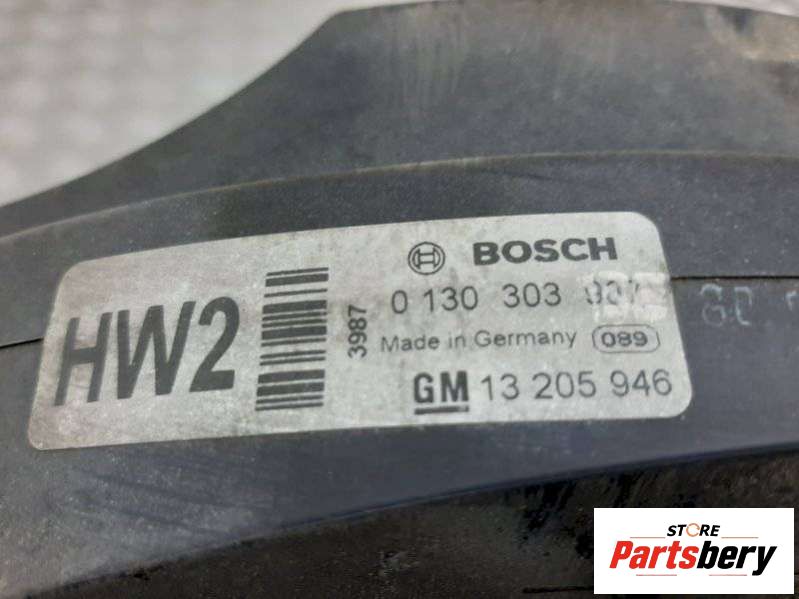 BOSCH
0 130 303
3987
HW2
Made in Germany 089
GM 13 205 946
STORE
Partsbery